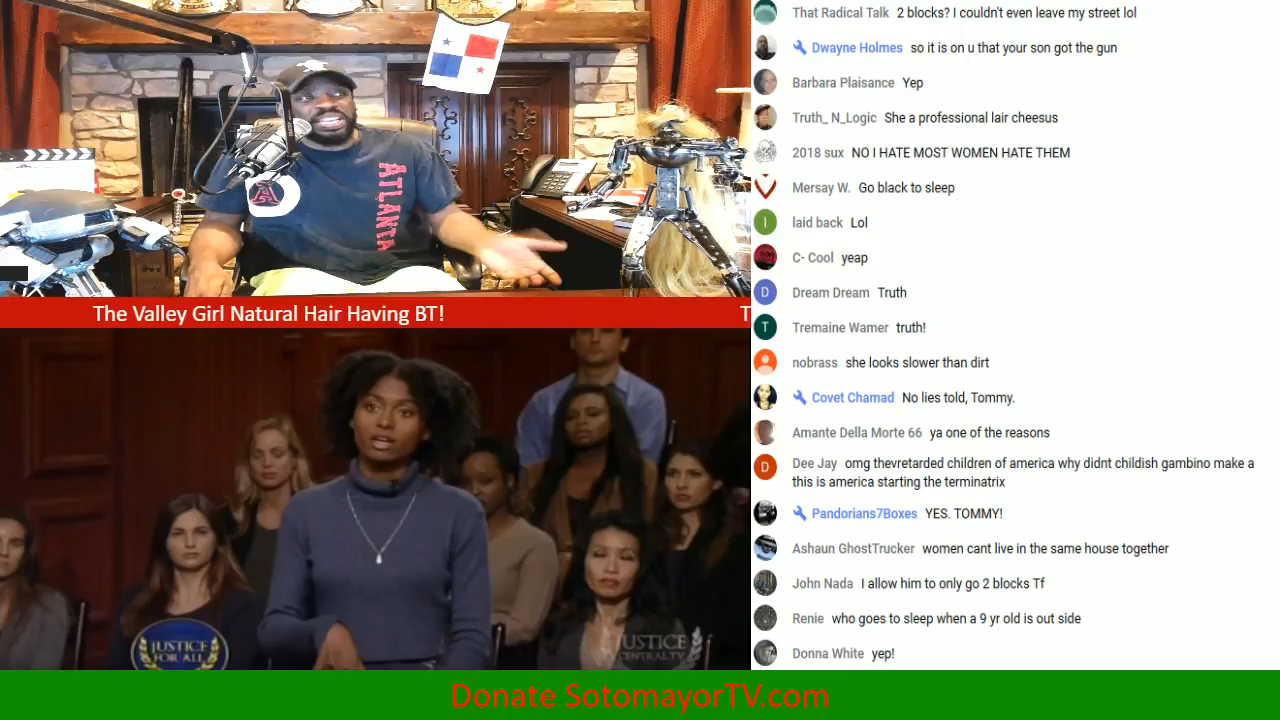 ATLANTA
The Valley Girl Natural Hair Having BT!
T
JUSTICE
FOR ALL
JUSTICE
CENTRAL.TV
Donate SotomayorTV.com
That Radical Talk 2 blocks? I couldn't even leave my street lol
Dwayne Holmes so it is on u that your son got the gun
Barbara Plaisance Yep
Truth_ N_Logic She a professional lair cheesus
2018 sux NO I HATE MOST WOMEN HATE THEM
Mersay W. Go black to sleep
I
laid back Lol
C- Cool yeap
D
Dream Dream Truth
T
Tremaine Wamer truth!
nobrass she looks slower than dirt
Covet Chamad No lies told, Tommy.
Amante Della Morte 66 ya one of the reasons
D
Dee Jay omg thevretarded children of america why didnt childish gambino make a
this is america starting the terminatrix
Pandorians7Boxes YES. TOMMY!
Ashaun GhostTrucker women cant live in the same house together
John Nada I allow him to only go 2 blocks Tf
Renie who goes to sleep when a 9 yr old is out side
Donna White yep!